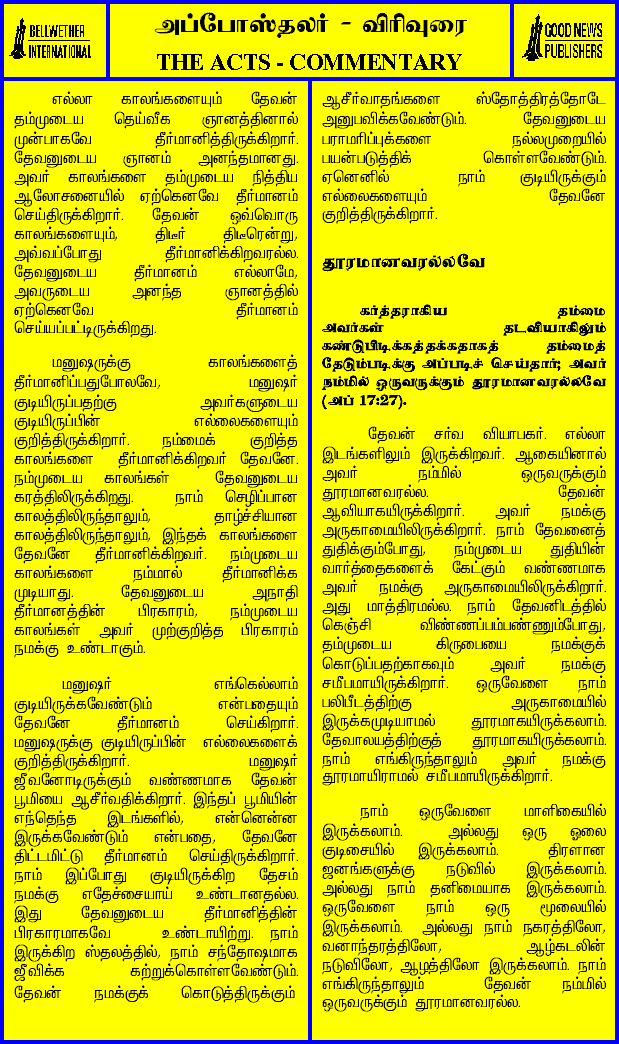 BELLWETHER
INTERNATIONAL
அப்போஸ்தலர் - விரிவுரை
THE ACTS - COMMENTARY
GOOD NEWS
PUBLISHERS
எல்லா காலங்களையும் தேவன்
தம்முடைய தெய்வீக ஞானத்தினால்
முன்பாகவே தீர்மானித்திருக்கிறார்.
தேவனுடைய ஞானம் அனந்தமானது.
அவர் காலங்களை தம்முடைய நித்திய
ஆலோசனையில் ஏற்கெனவே தீர்மானம்
செய்திருக்கிறார். தேவன் ஒவ்வொரு
காலங்களையும், திடீர் திடீரென்று,
அவ்வப்போது தீர்மானிக்கிறவரல்ல.
தேவனுடைய தீர்மானம் எல்லாமே,
அவருடைய அனந்த ஞானத்தில்
ஏற்கெனவே தீர்மானம்
செய்யப்பட்டிருக்கிறது.
மனுஷருக்கு காலங்களைத்
தீர்மானிப்பதுபோலவே, மனுஷர்
குடியிருப்பதற்கு அவர்களுடைய
குடியிருப்பின் எல்லைகளையும்
குறித்திருக்கிறார். நம்மைக் குறித்த
காலங்களை தீர்மானிக்கிறவர் தேவனே.
நம்முடைய காலங்கள் தேவனுடைய
கரத்திலிருக்கிறது. நாம் செழிப்பான
காலத்திலிருந்தாலும், தாழ்ச்சியான
காலத்திலிருந்தாலும், இந்தக் காலங்களை
தேவனே தீர்மானிக்கிறவர். நம்முடைய
காலங்கள் நம்மால் தீர்மானிக்க
முடியாது. தேவனுடைய அநாதி
தீர்மானத்தின் பிரகாரம், நம்முடைய
காலங்கள் அவர் முற்குறித்த பிரகாரம்
நமக்கு உண்டாகும்.
மனுஷர் எங்கெல்லாம்
குடியிருக்கவேண்டும் என்பதையும்
தேவனே தீர்மானம் செய்கிறார்.
மனுஷருக்கு குடியிருப்பின் எல்லைகளைக்
குறித்திருக்கிறார். மனுஷர்
ஜீவனோடிருக்கும் வண்ணமாக தேவன்
பூமியை ஆசீர்வதிக்கிறார். இந்தப் பூமியின்
எந்தெந்த இடங்களில், என்னென்ன
இருக்கவேண்டும் என்பதை, தேவனே
திட்டமிட்டு தீர்மானம் செய்திருக்கிறார்.
நாம் இப்போது குடியிருக்கிற தேசம்
நமக்கு எதேச்சையாய் உண்டானதல்ல.
இது தேவனுடைய தீர்மானித்தின்
பிரகாரமாகவே உண்டாயிற்று. நாம்
இருக்கிற ஸ்தலத்தில், நாம் சந்தோஷமாக
ஜீவிக்க கற்றுக்கொள்ளவேண்டும்.
தேவன் நமக்குக் கொடுத்திருக்கும்
ஆசீர்வாதங்களை ஸ்தோத்திரத்தோடே
அனுபவிக்கவேண்டும். தேவனுடைய
பராமரிப்புக்களை நல்லமுறையில்
பயன்படுத்திக் கொள்ளவேண்டும்.
ஏனெனில் நாம் குடியிருக்கும்
எல்லைகளையும் தேவனே
குறித்திருக்கிறார்.
தூரமானவரல்லவே
கர்த்தராகிய தம்மை
அவர்கள் தடவியாகிலும்
கண்டுபிடிக்கத்தக்கதாகத் தம்மைத்
தேடும்படிக்கு அப்படிச் செய்தார்; அவர்
நம்மில் ஒருவருக்கும் தூரமானவரல்லவே
(அப் 17:27).
தேவன் சர்வ வியாபகர். எல்லா
இடங்களிலும் இருக்கிறவர். ஆகையினால்
அவர் நம்மில் ஒருவருக்கும்
தூரமானவரல்ல. தேவன்
ஆவியாகயிருக்கிறார். அவர் நமக்கு
அருகாமையிலிருக்கிறார். நாம் தேவனைத்
துதிக்கும்போது, நம்முடைய துதியின்
வார்த்தைகளைக் கேட்கும் வண்ணமாக
அவர் நமக்கு அருகாமையிலிருக்கிறார்.
அது மாத்திரமல்ல. நாம் தேவனிடத்தில்
கெஞ்சி விண்ணப்பம்பண்ணும்போது,
தம்முடைய கிருபையை நமக்குக்
கொடுப்பதற்காகவும் அவர் நமக்கு
சமீபமாயிருக்கிறார். ஒருவேளை நாம்
பலிபீடத்திற்கு அருகாமையில்
இருக்கமுடியாமல் தூரமாகயிருக்கலாம்.
தேவாலயத்திற்குத் தூரமாகயிருக்கலாம்.
நாம் எங்கிருந்தாலும் அவர் நமக்கு
தூரமாயிராமல் சமீபமாயிருக்கிறார்.
நாம் ஒருவேளை மாளிகையில்
இருக்கலாம். அல்லது ஒரு ஓலை
குடிசையில் இருக்கலாம். திரளான
ஜனங்களுக்கு நடுவில் இருக்கலாம்.
அல்லது நாம் தனிமையாக இருக்கலாம்.
ஒருவேளை நாம் ஒரு மூலையில்
இருக்கலாம். அல்லது நாம் நகரத்திலோ,
வனாந்தரத்திலோ, ஆழ்கடலின்
நடுவிலோ, ஆழத்திலோ இருக்கலாம். நாம்
எங்கிருந்தாலும் தேவன் நம்மில்
ஒருவருக்கும் தூரமானவரல்ல.